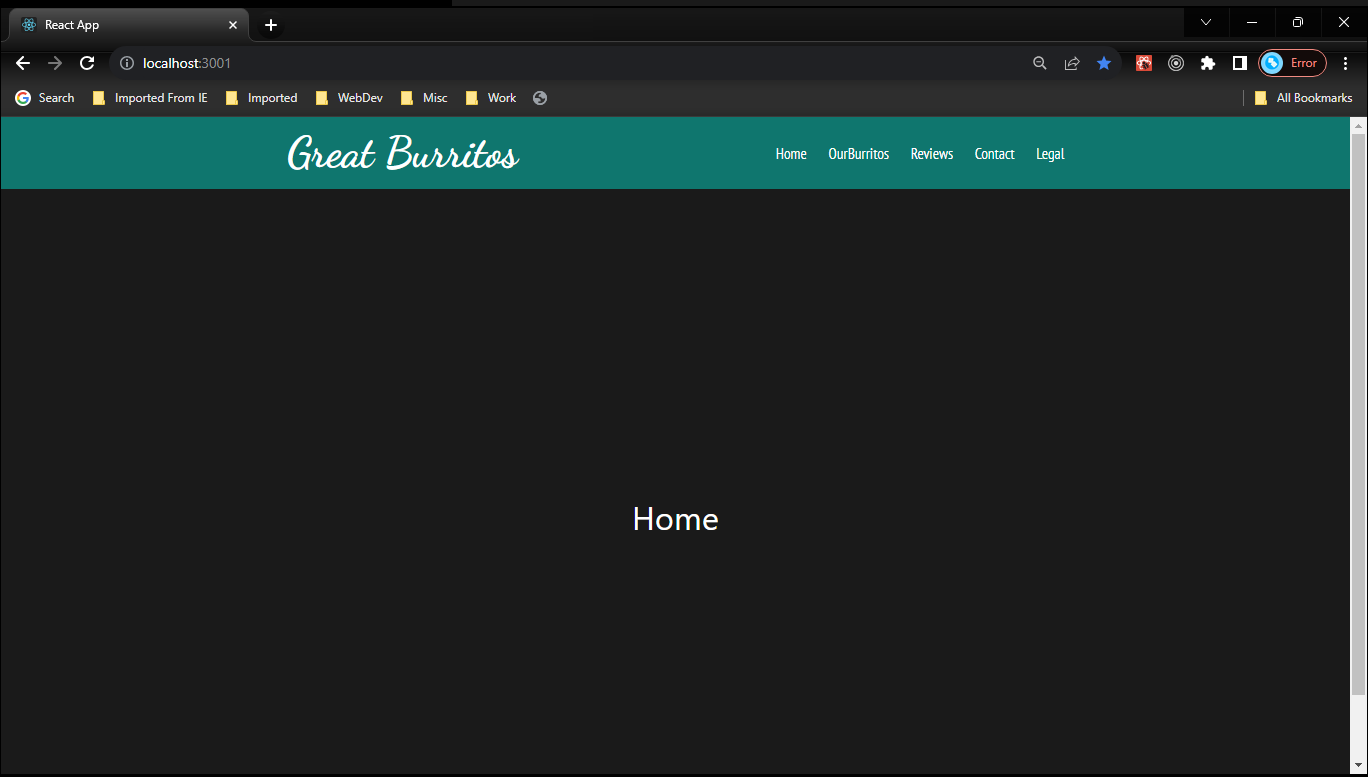 React App
localhost:3001
Error
Search Imported From IE Imported WebDev Misc Work All Bookmarks
Great Burritos Home OurBurritos Reviews Contact Legal
Home